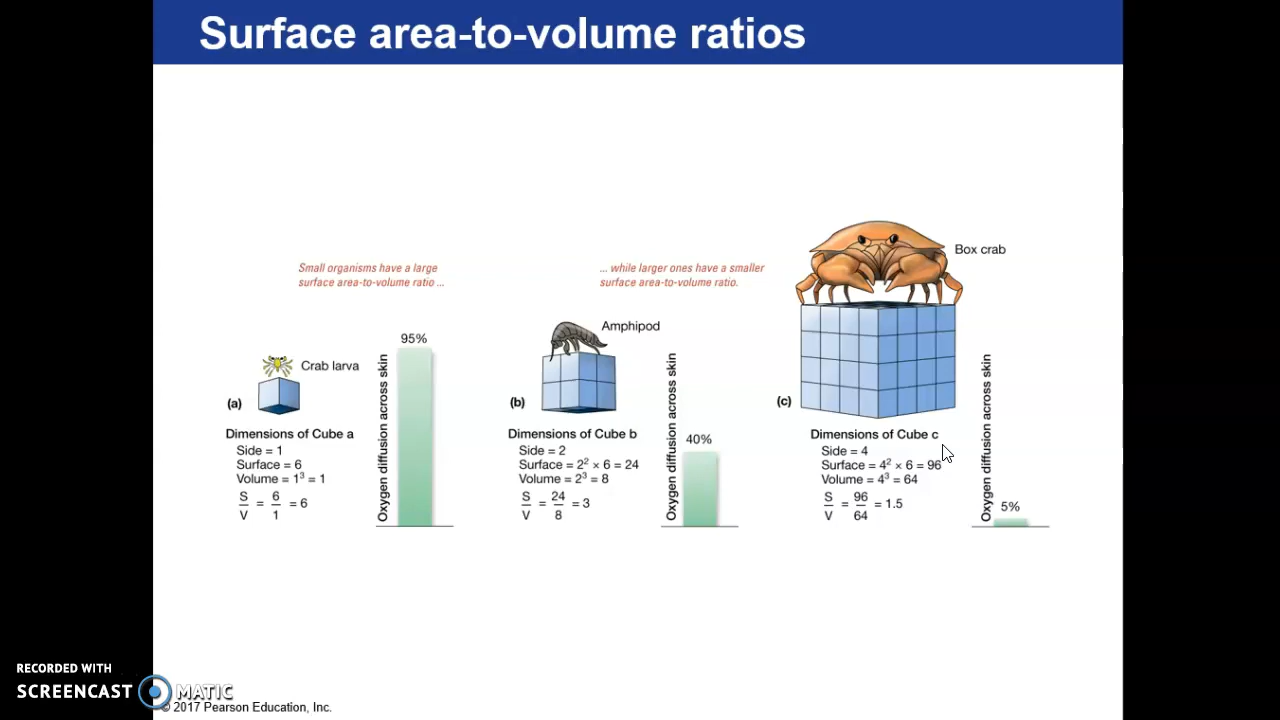 Surface area-to-volume ratios
Small organisms have a large
surface area-to-volume ratio ...
... while larger ones have a smaller
surface area-to-volume ratio.
Box crab
Amphipod
Crab larva
95%
40%
5%
Oxygen diffusion across skin
Oxygen diffusion across skin
Oxygen diffusion across skin
(a)
Dimensions of Cube a
Side = 1
Surface = 6
Volume = 1³ = 1
S/V = 6/1 = 6
(b)
Dimensions of Cube b
Side = 2
Surface = 2² × 6 = 24
Volume = 2³ = 8
S/V = 24/8 = 3
(c)
Dimensions of Cube c
Side = 4
Surface = 4² × 6 = 96
Volume = 4³ = 64
S/V = 96/64 = 1.5
RECORDED WITH
SCREENCAST MATIC
© 2017 Pearson Education, Inc.